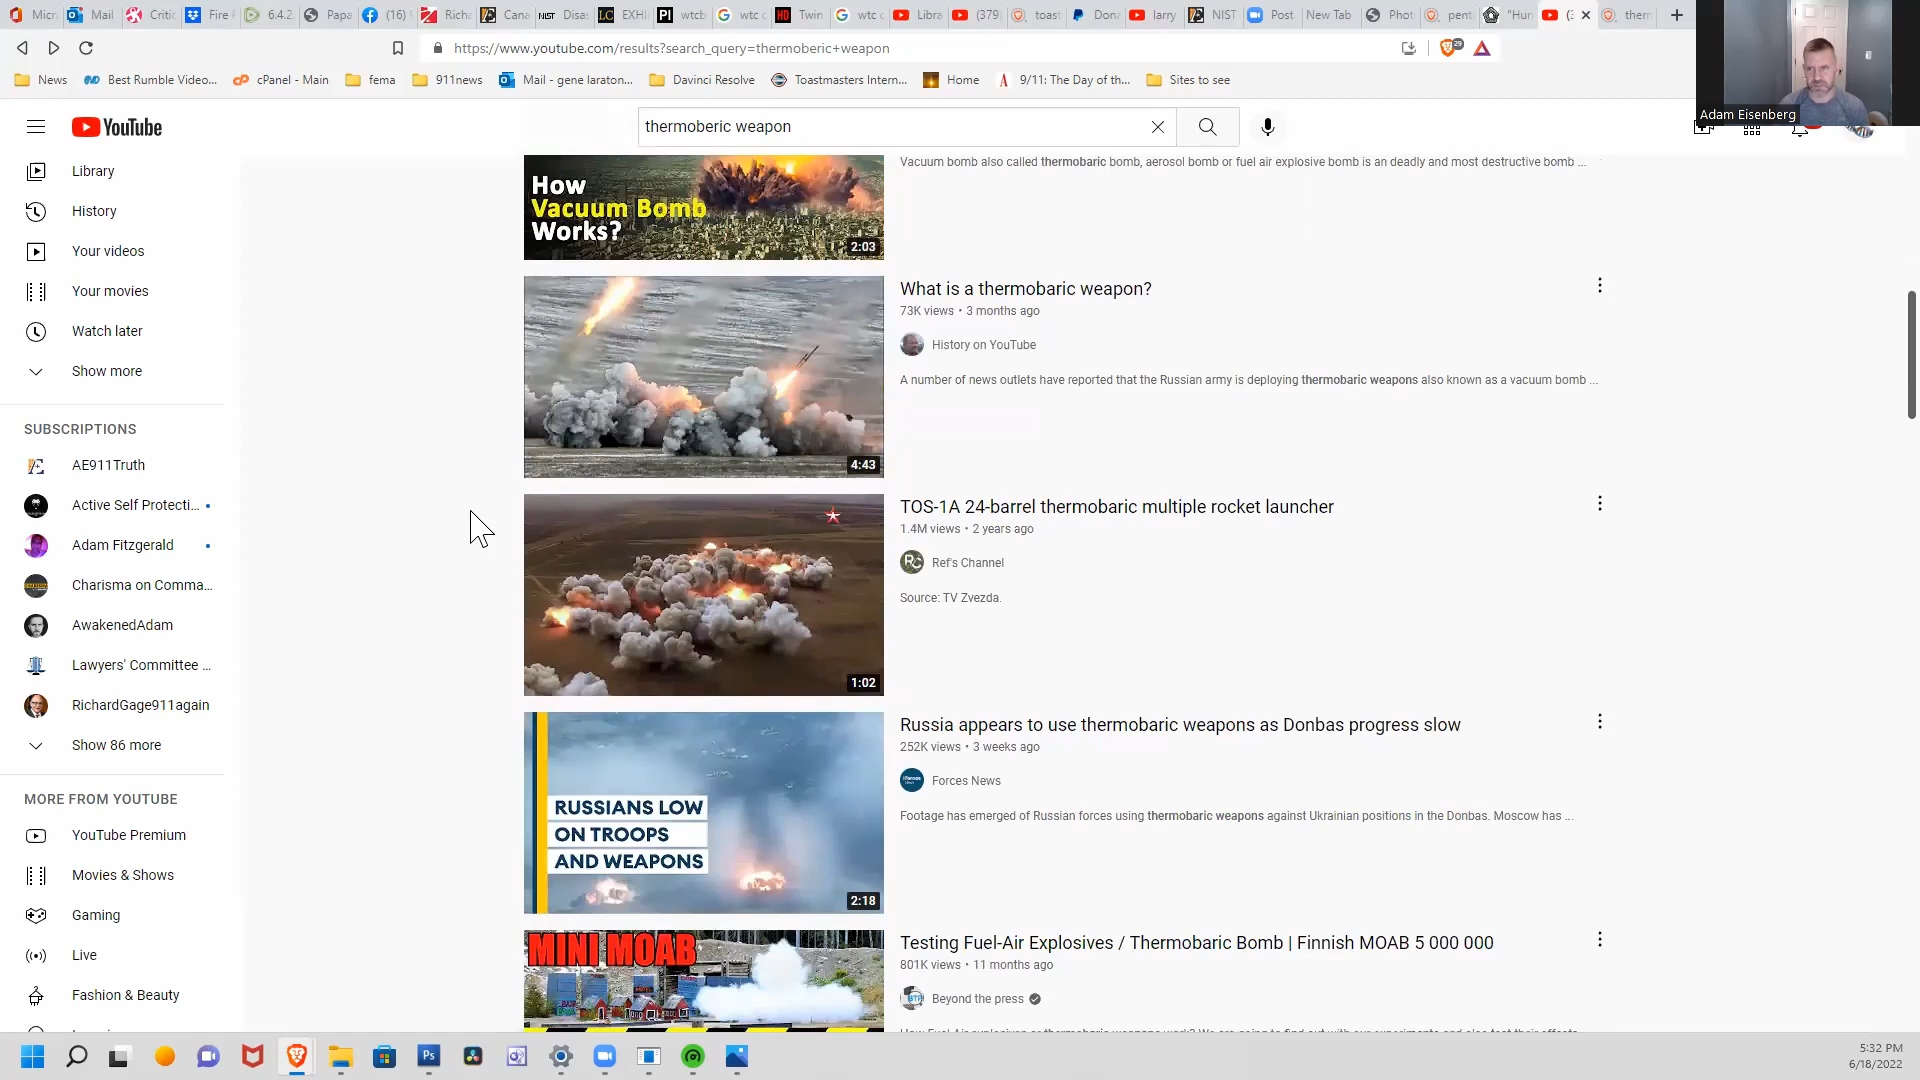 Micr
Mail
Critic
Fire F
6.4.2.
Papa
(16)
Richa
Cana
NIST
Disas
LC
EXHI
PI
wtcb
wtc c
HD
Twin
wtc c
Libra
(379)
toast
Dona
larry
NIST
Post
New Tab
Phot
pent
"Hur
therm
https://www.youtube.com/results?search_query=thermoberic+weapon
29
News
Best Rumble Video...
cPanel - Main
fema
911news
Mail - gene laraton...
Davinci Resolve
Toastmasters Intern...
Home
9/11: The Day of th...
Sites to see
Adam Eisenberg
YouTube
thermoberic weapon
Library
History
Your videos
Your movies
Watch later
Show more
SUBSCRIPTIONS
AE911Truth
Active Self Protecti...
Adam Fitzgerald
Charisma on Comma...
AwakenedAdam
Lawyers' Committee ...
RichardGage911again
Show 86 more
MORE FROM YOUTUBE
YouTube Premium
Movies & Shows
Gaming
Live
Fashion & Beauty
How
Vacuum Bomb
Works?
2:03
Vacuum bomb also called thermobaric bomb, aerosol bomb or fuel air explosive bomb is an deadly and most destructive bomb ...
4:43
What is a thermobaric weapon?
73K views • 3 months ago
History on YouTube
A number of news outlets have reported that the Russian army is deploying thermobaric weapons also known as a vacuum bomb ...
1:02
TOS-1A 24-barrel thermobaric multiple rocket launcher
1.4M views • 2 years ago
Ref's Channel
Source: TV Zvezda.
RUSSIANS LOW
ON TROOPS
AND WEAPONS
2:18
Russia appears to use thermobaric weapons as Donbas progress slow
252K views • 3 weeks ago
Forces News
Footage has emerged of Russian forces using thermobaric weapons against Ukrainian positions in the Donbas. Moscow has ...
MINI MOAB
Testing Fuel-Air Explosives / Thermobaric Bomb | Finnish MOAB 5 000 000
801K views • 11 months ago
Beyond the press
5:32 PM
6/18/2022